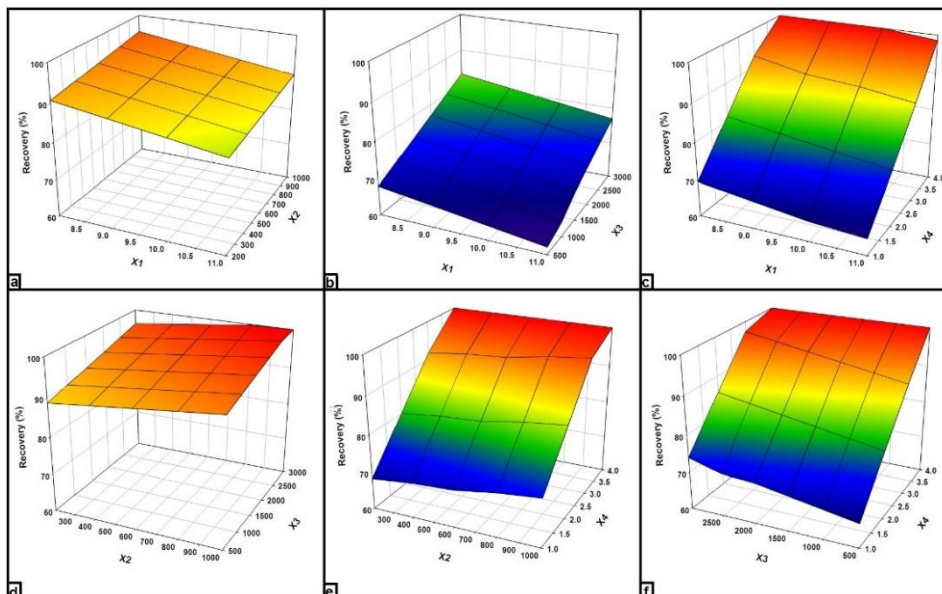 100
90
80
70
60
Recovery (%)
8.5 9.0 9.5 10.0 10.5 11.0
X1
200 300 400 500 600 700 800 900 1000
X2
a
100
90
80
70
60
Recovery (%)
8.5 9.0 9.5 10.0 10.5 11.0
X1
500 1000 1500 2000 3000
X3
b
100
90
80
70
60
Recovery (%)
8.5 9.0 9.5 10.0 10.5 11.0
X1
1.0 1.5 2.0 2.5 3.0 3.5 4.0
X4
c
100
90
80
70
60
Recovery (%)
300 400 500 600 700 800 900 1000
X2
500 1000 1500 2000 2500 3000
X3
d
100
90
80
70
60
Recovery (%)
300 400 500 600 700 800 900 1000
X2
1.0 1.5 2.0 2.5 3.0 3.5 4.0
X4
e
100
90
80
70
60
Recovery (%)
2500 2000 1500 1000 500
X3
1.0 1.5 2.0 2.5 3.0 3.5 4.0
X4
f